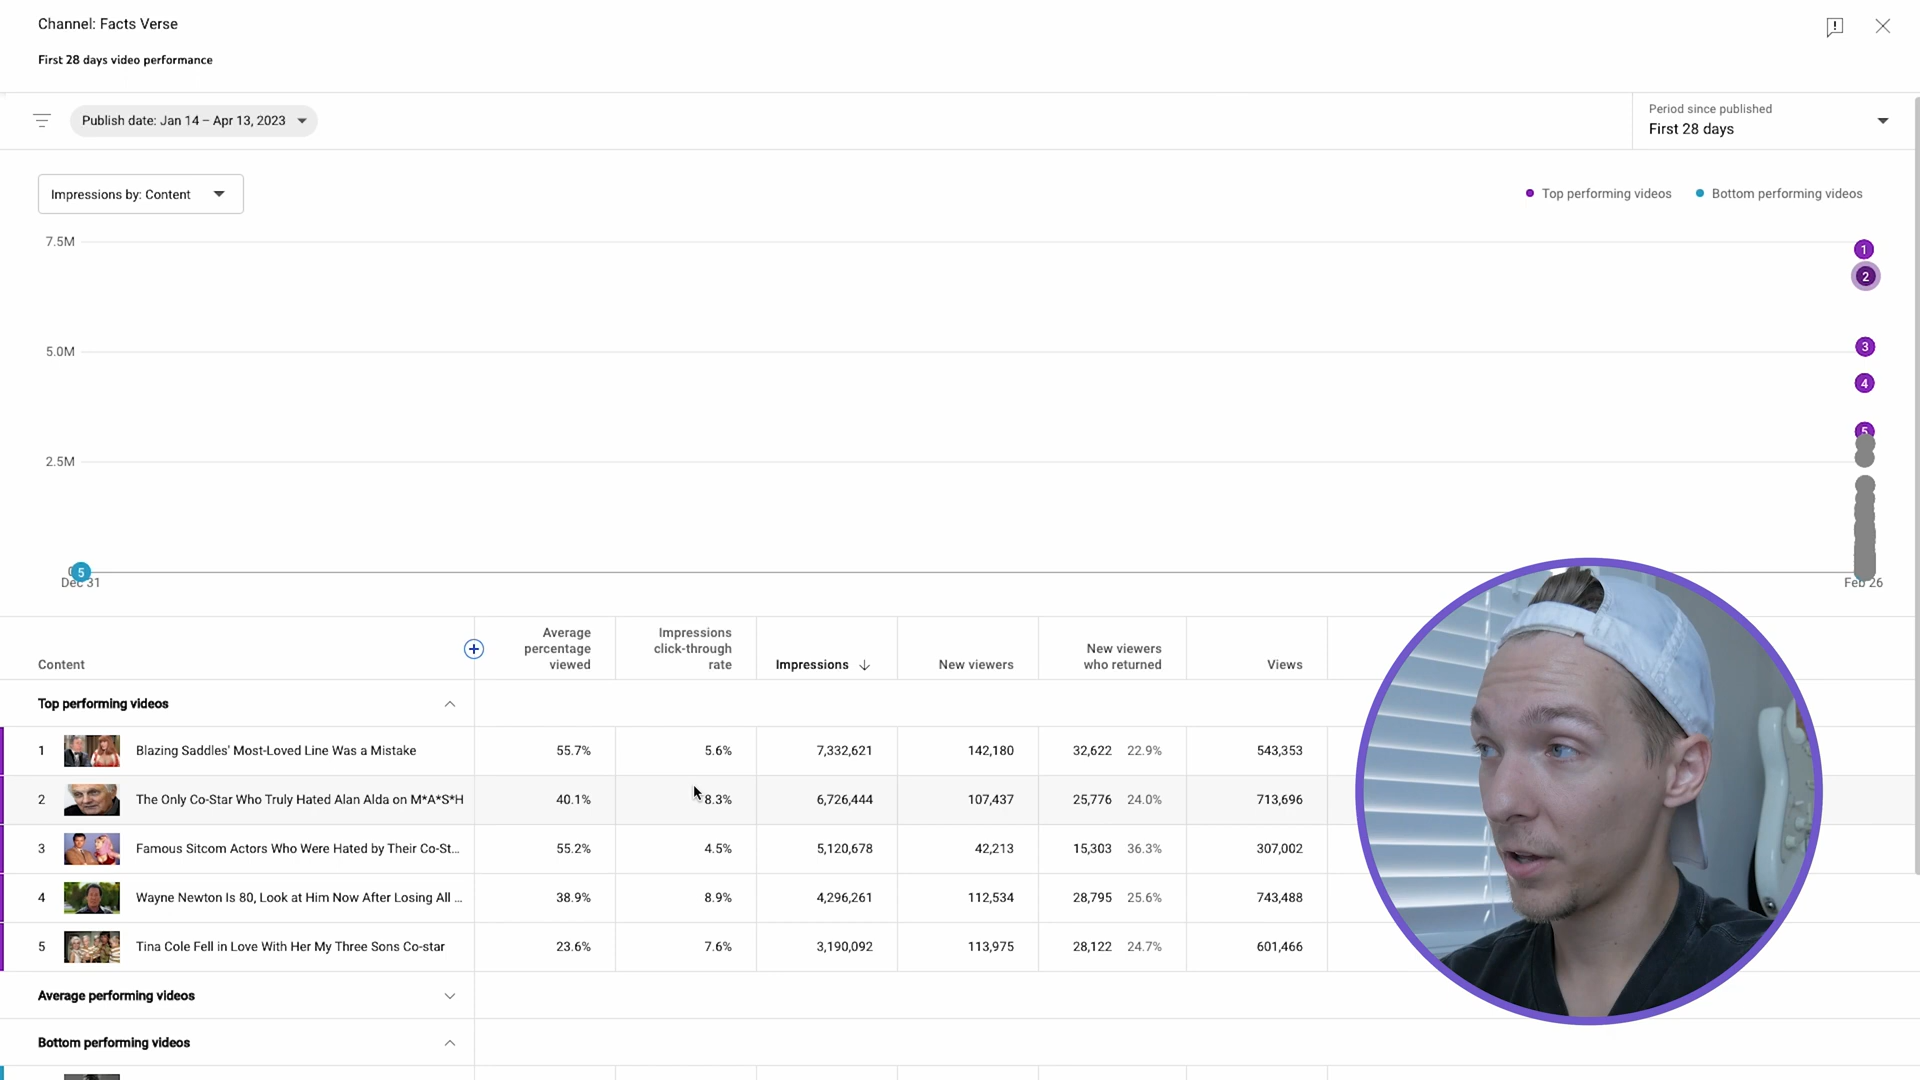 Channel: Facts Verse
First 28 days video performance
Publish date: Jan 14 – Apr 13, 2023
Period since published
First 28 days
Impressions by: Content
Top performing videos
Bottom performing videos
7.5M
5.0M
2.5M
1
2
3
4
5
5
Dec 31
Feb 26
Content
Average percentage viewed
Impressions click-through rate
Impressions
New viewers
New viewers who returned
Views
Top performing videos
1 Blazing Saddles' Most-Loved Line Was a Mistake 55.7% 5.6% 7,332,621 142,180 32,622 22.9% 543,353
2 The Only Co-Star Who Truly Hated Alan Alda on M*A*S*H 40.1% 8.3% 6,726,444 107,437 25,776 24.0% 713,696
3 Famous Sitcom Actors Who Were Hated by Their Co-St... 55.2% 4.5% 5,120,678 42,213 15,303 36.3% 307,002
4 Wayne Newton Is 80, Look at Him Now After Losing All ... 38.9% 8.9% 4,296,261 112,534 28,795 25.6% 743,488
5 Tina Cole Fell in Love With Her My Three Sons Co-star 23.6% 7.6% 3,190,092 113,975 28,122 24.7% 601,466
Average performing videos
Bottom performing videos